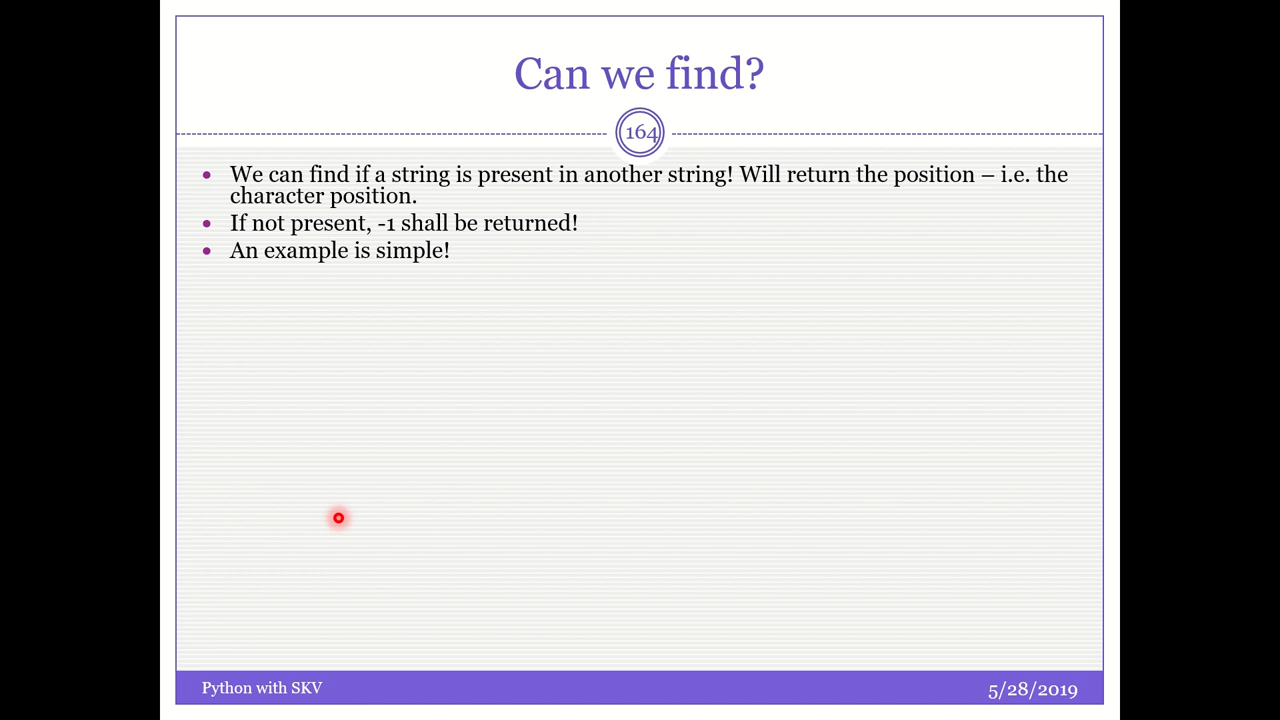 Can we find?
164
• We can find if a string is present in another string! Will return the position – i.e. the
character position.
• If not present, -1 shall be returned!
• An example is simple!
Python with SKV
5/28/2019